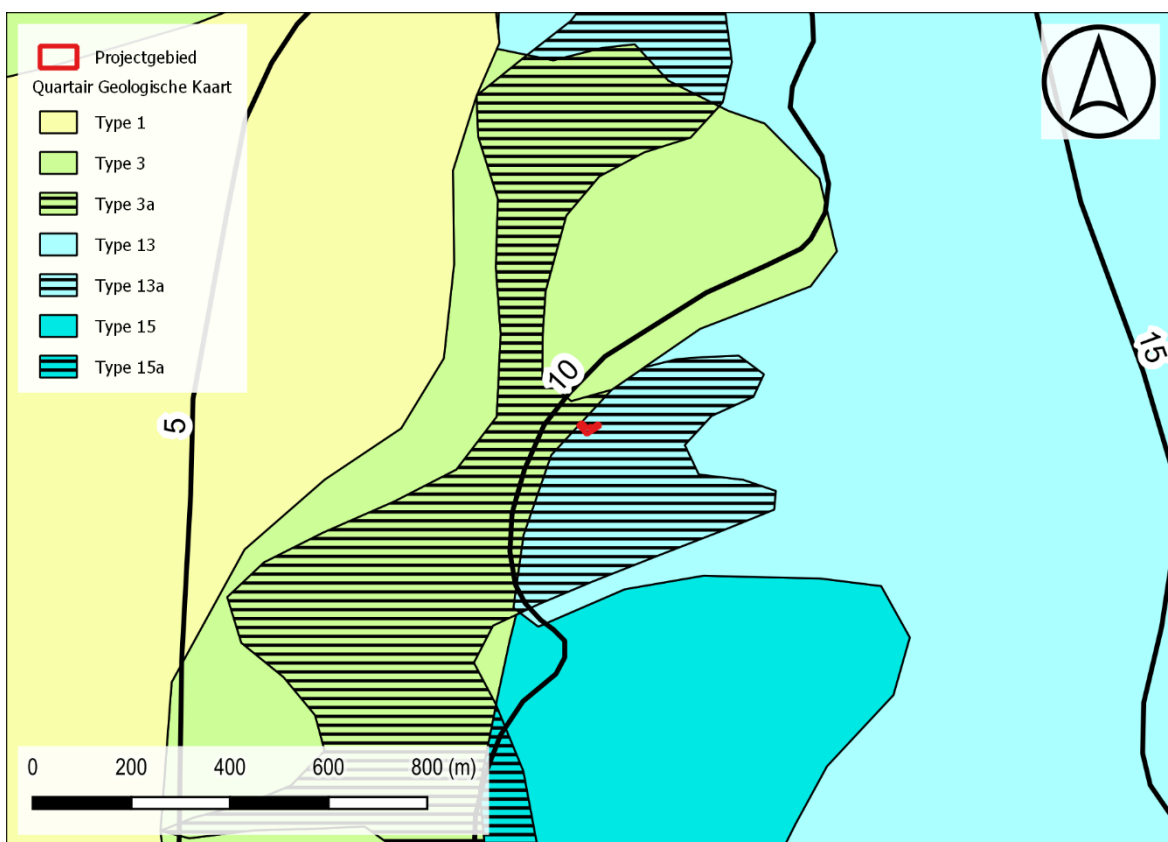 Projectgebied
Quartair Geologische Kaart
Type 1
Type 3
Type 3a
Type 13
Type 13a
Type 15
Type 15a
5
10
15
0 200 400 600 800 (m)